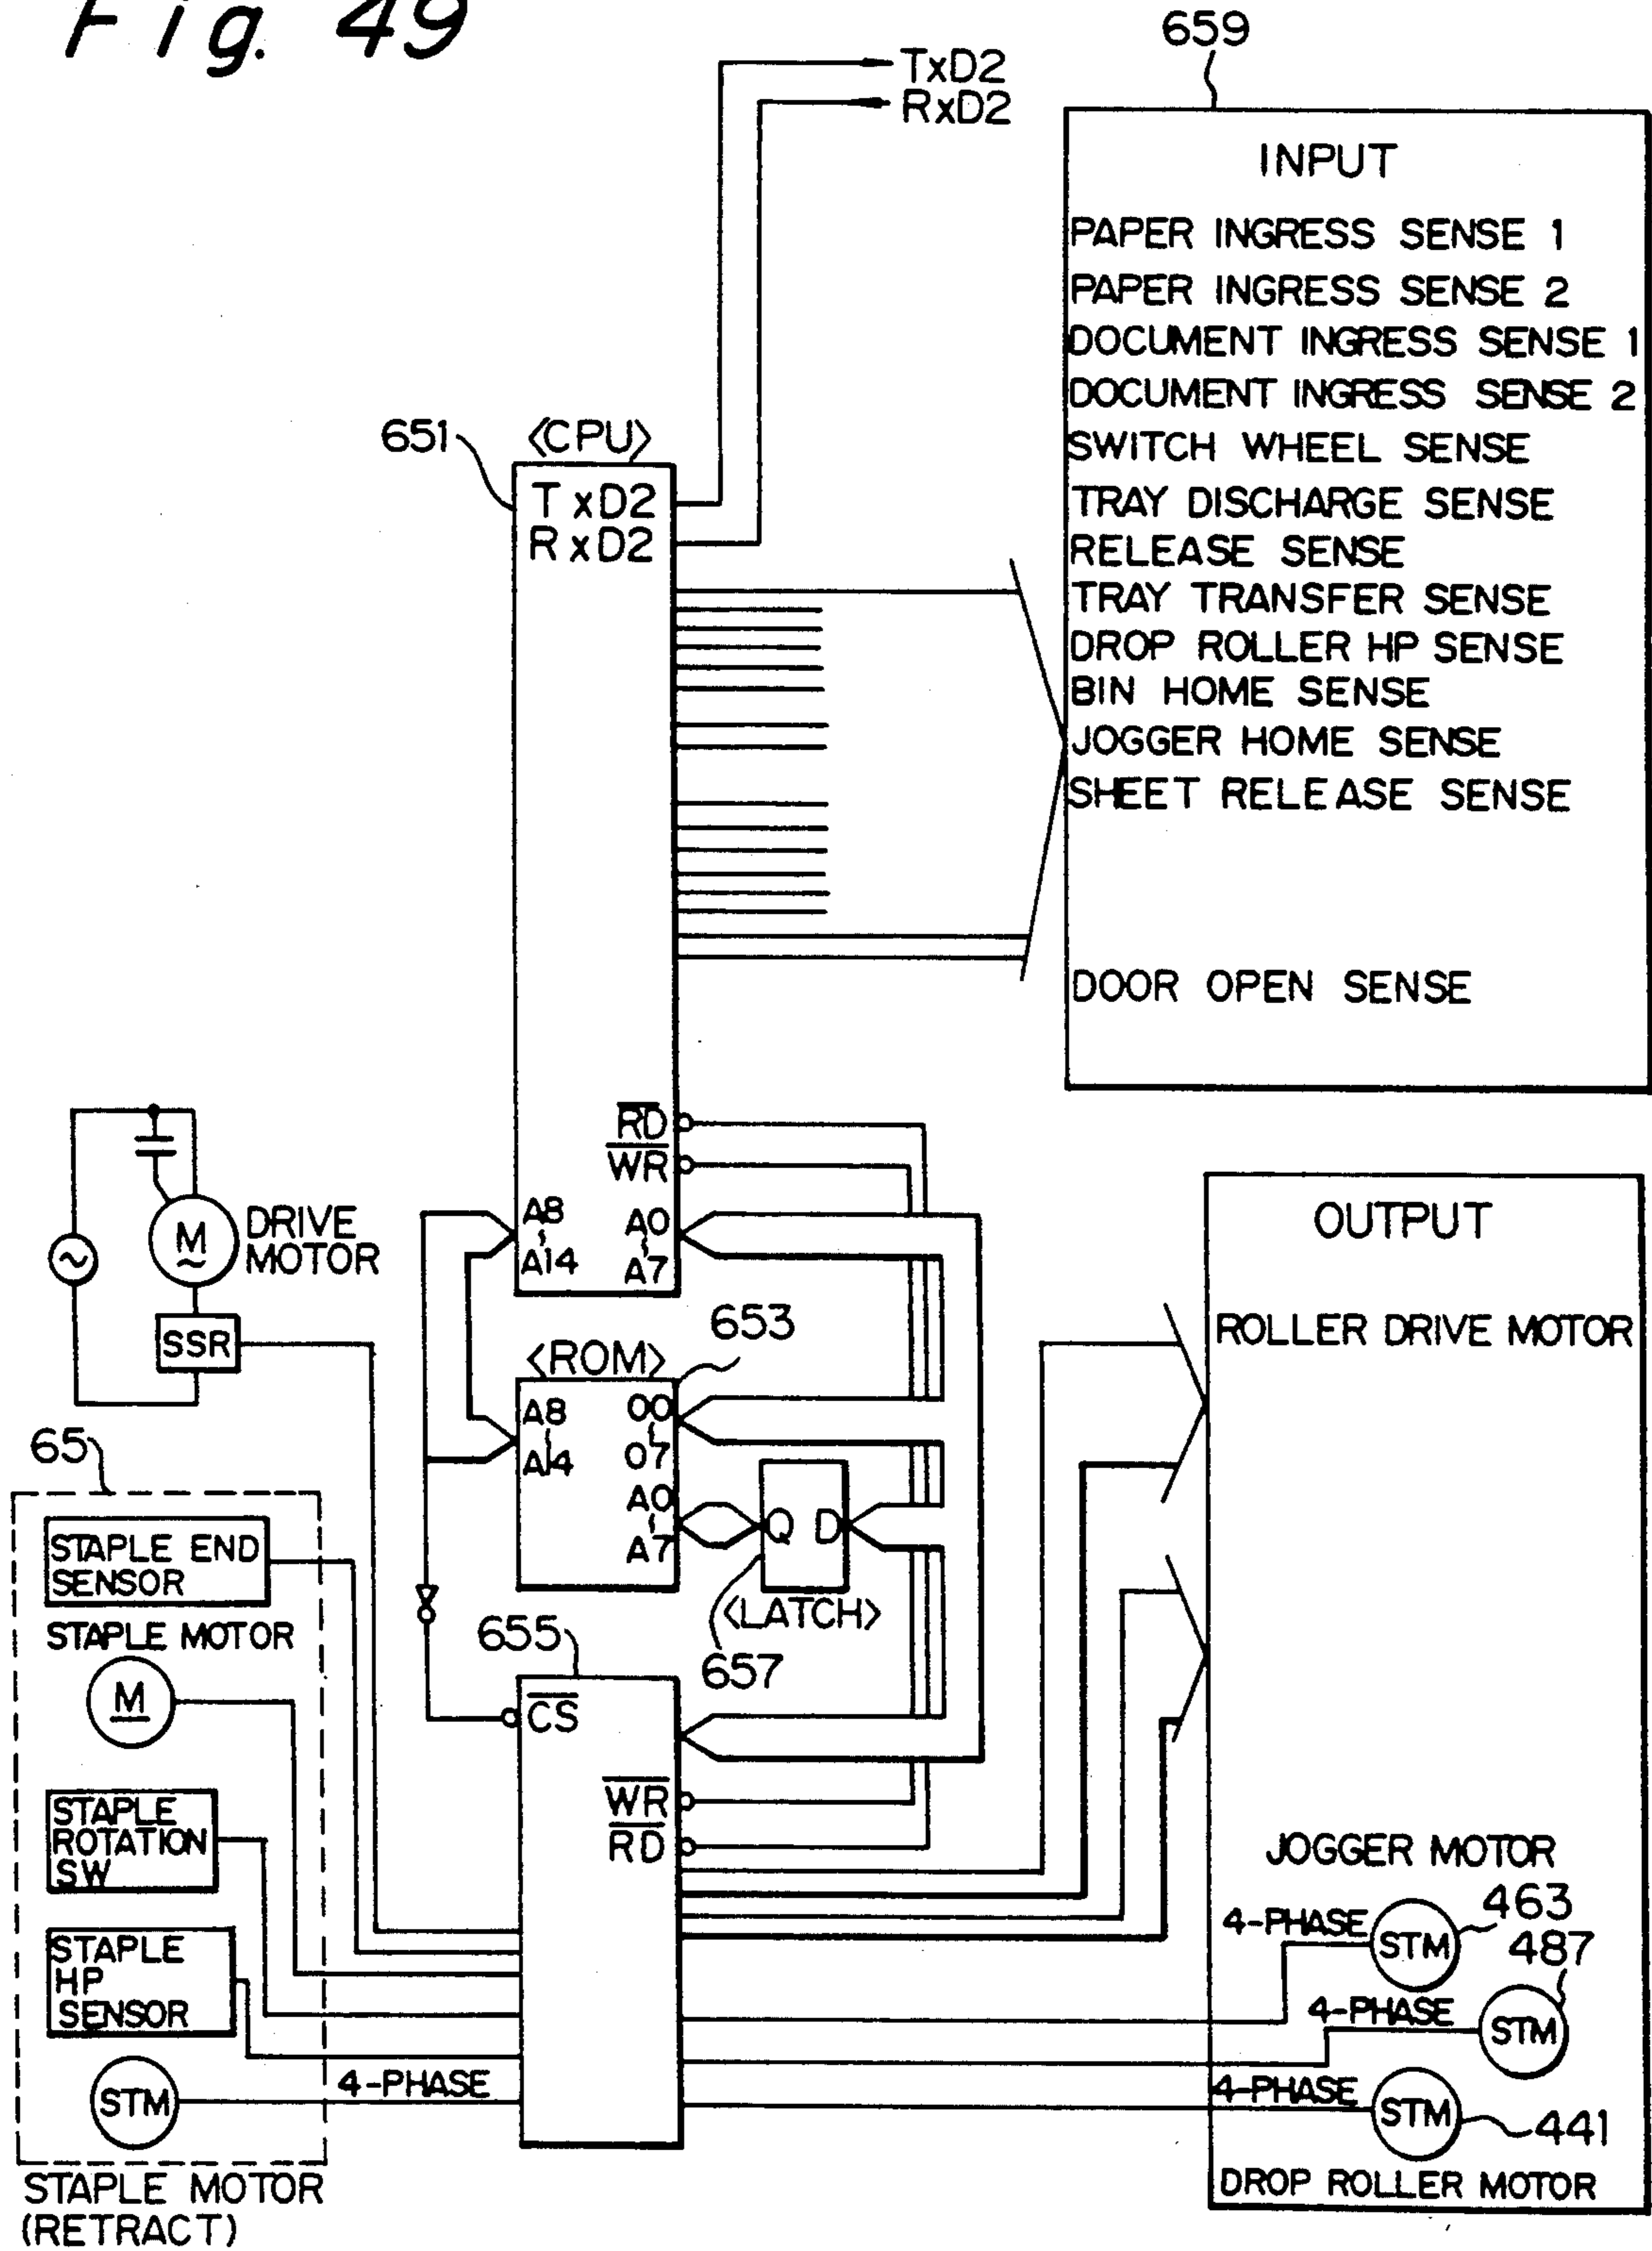 Fig. 49
659
TxD2
RxD2
INPUT
PAPER INGRESS SENSE 1
PAPER INGRESS SENSE 2
DOCUMENT INGRESS SENSE 1
DOCUMENT INGRESS SENSE 2
SWITCH WHEEL SENSE
TRAY DISCHARGE SENSE
RELEASE SENSE
TRAY TRANSFER SENSE
DROP ROLLER HP SENSE
BIN HOME SENSE
JOGGER HOME SENSE
SHEET RELEASE SENSE
DOOR OPEN SENSE
651
<CPU>
TxD2
RxD2
RD
WR
A8
A14
A0
A7
M
DRIVE
MOTOR
SSR
653
<ROM>
A8
A14
00
07
A0
A7
Q D
<LATCH>
657
655
CS
WR
RD
65
STAPLE END
SENSOR
STAPLE MOTOR
M
STAPLE
ROTATION
SW
STAPLE
HP
SENSOR
STM
4-PHASE
STAPLE MOTOR
(RETRACT)
OUTPUT
ROLLER DRIVE MOTOR
JOGGER MOTOR
4-PHASE
STM
463
487
4-PHASE
STM
4-PHASE
STM
441
DROP ROLLER MOTOR